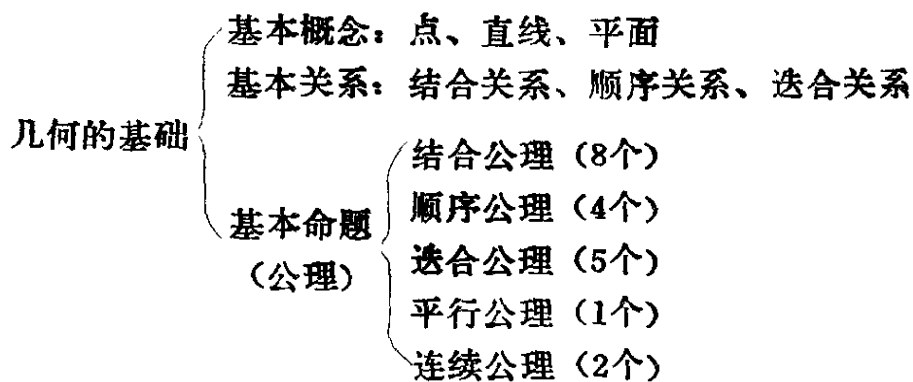 基本概念：点、直线、平面
基本关系：结合关系、顺序关系、迭合关系
几何的基础
结合公理（8个）
顺序公理（4个）
基本命题
迭合公理（5个）
（公理）
平行公理（1个）
连续公理（2个）